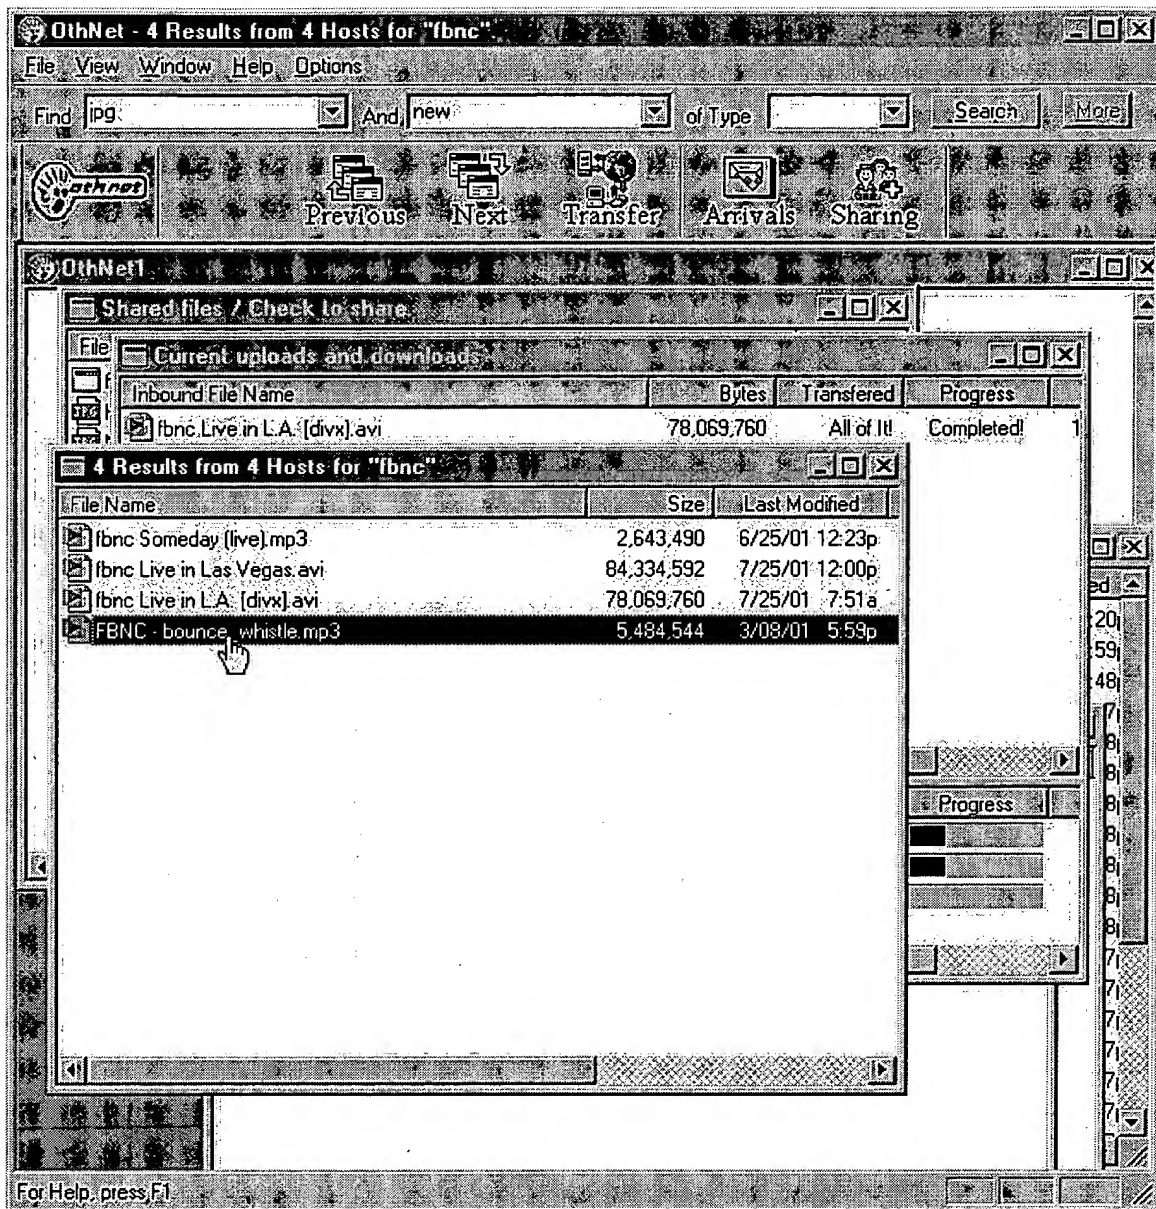 OthNet - 4 Results from 4 Hosts for "fbnc"
File View Window Help Options
Find jpg And new of Type Search More
othnet Previous Next Transfer Arrivals Sharing
OthNet1
Shared files / Check to share
File
Current uploads and downloads
Inbound File Name Bytes Transfered Progress
fbnc Live in L.A. [divx].avi 78,069,760 All of It! Completed! 1
4 Results from 4 Hosts for "fbnc"
File Name Size Last Modified
fbnc Someday (live).mp3 2,643,490 6/25/01 12:23p
fbnc Live in Las Vegas.avi 84,334,592 7/25/01 12:00p
fbnc Live in L.A. [divx].avi 78,069,760 7/25/01 7:51a
FBNC - bounce_whistle.mp3 5,484,544 3/08/01 5:59p
ed
:20
:59
:48
Progress
For Help, press F1